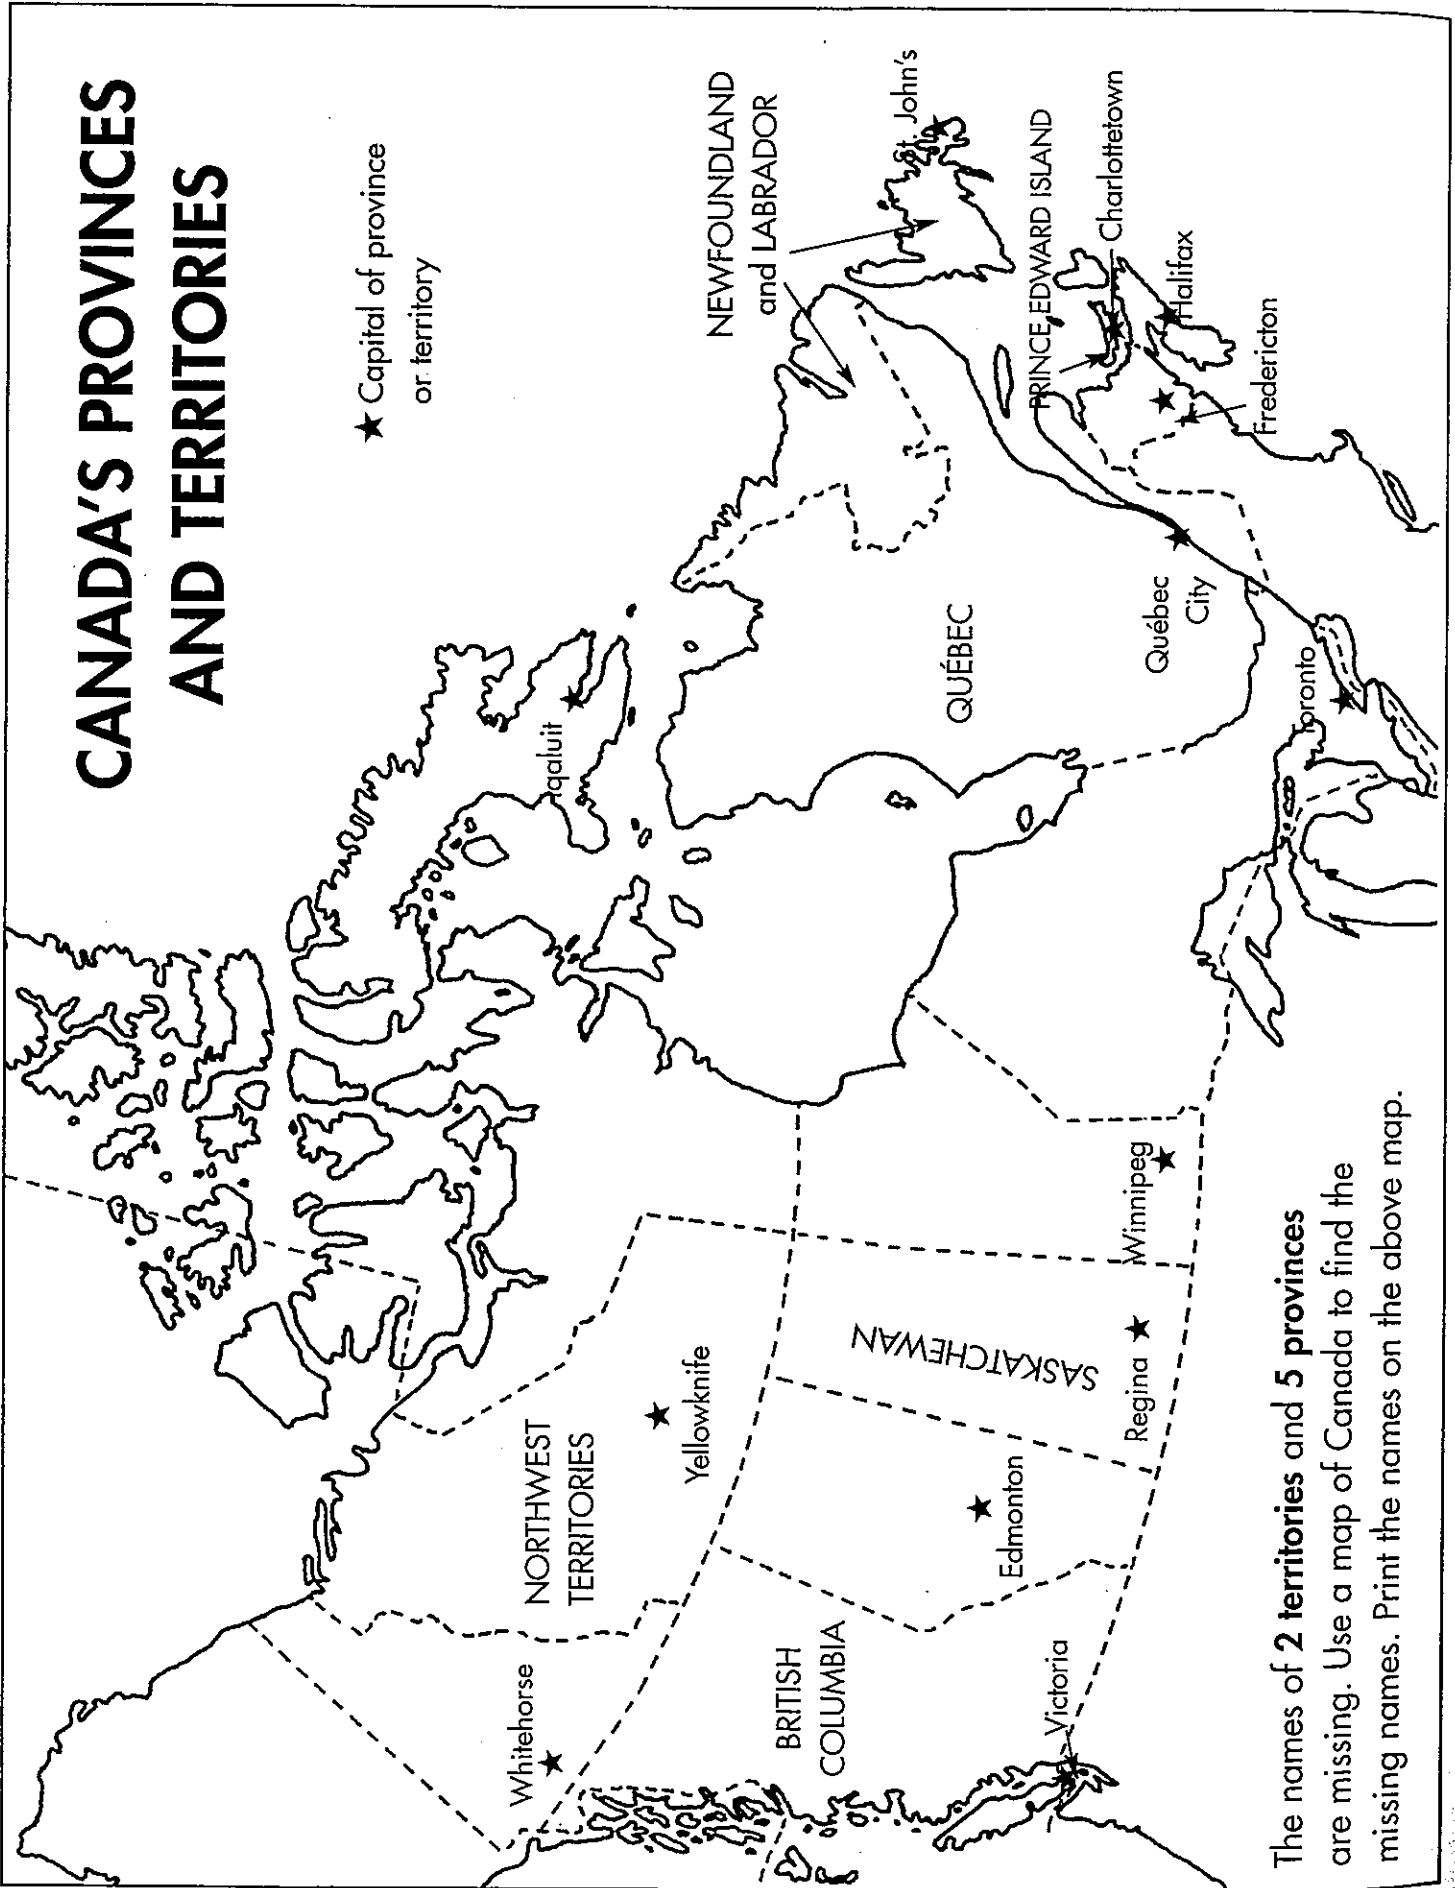 CANADA'S PROVINCES
AND TERRITORIES
★ Capital of province
or territory
Iqaluit
Whitehorse
NORTHWEST
TERRITORIES
Yellowknife
NEWFOUNDLAND
and LABRADOR
St. John's
BRITISH
COLUMBIA
Edmonton
SASKATCHEWAN
Regina
Winnipeg
QUÉBEC
Québec
City
PRINCE EDWARD ISLAND
Charlottetown
Halifax
Fredericton
Toronto
Victoria
The names of 2 territories and 5 provinces
are missing. Use a map of Canada to find the
missing names. Print the names on the above map.